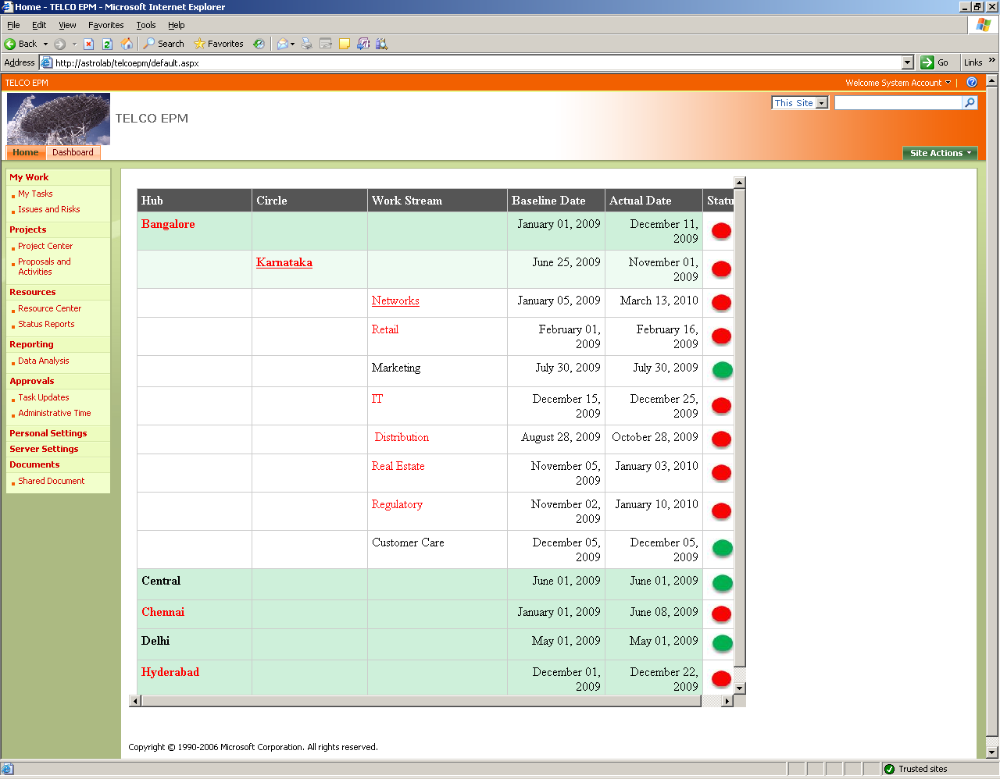 Home - TELCO EPM - Microsoft Internet Explorer
File Edit View Favorites Tools Help
Back Search Favorites
Address http://astrolab/telcoepm/default.aspx Go Links »
TELCO EPM Welcome System Account
This Site
TELCO EPM
Home Dashboard Site Actions
My Work
My Tasks
Issues and Risks
Projects
Project Center
Proposals and
Activities
Resources
Resource Center
Status Reports
Reporting
Data Analysis
Approvals
Task Updates
Administrative Time
Personal Settings
Server Settings
Documents
Shared Document
Hub Circle Work Stream Baseline Date Actual Date Statu
Bangalore January 01, 2009 December 11,
2009
Karnataka June 25, 2009 November 01,
2009
Networks January 05, 2009 March 13, 2010
Retail February 01, February 16,
2009 2009
Marketing July 30, 2009 July 30, 2009
IT December 15, December 25,
2009 2009
Distribution August 28, 2009 October 28, 2009
Real Estate November 05, January 03, 2010
2009
Regulatory November 02, January 10, 2010
2009
Customer Care December 05, December 05,
2009 2009
Central June 01, 2009 June 01, 2009
Chennai January 01, 2009 June 08, 2009
Delhi May 01, 2009 May 01, 2009
Hyderabad December 01, December 22,
2009 2009
Copyright © 1990-2006 Microsoft Corporation. All rights reserved.
Trusted sites